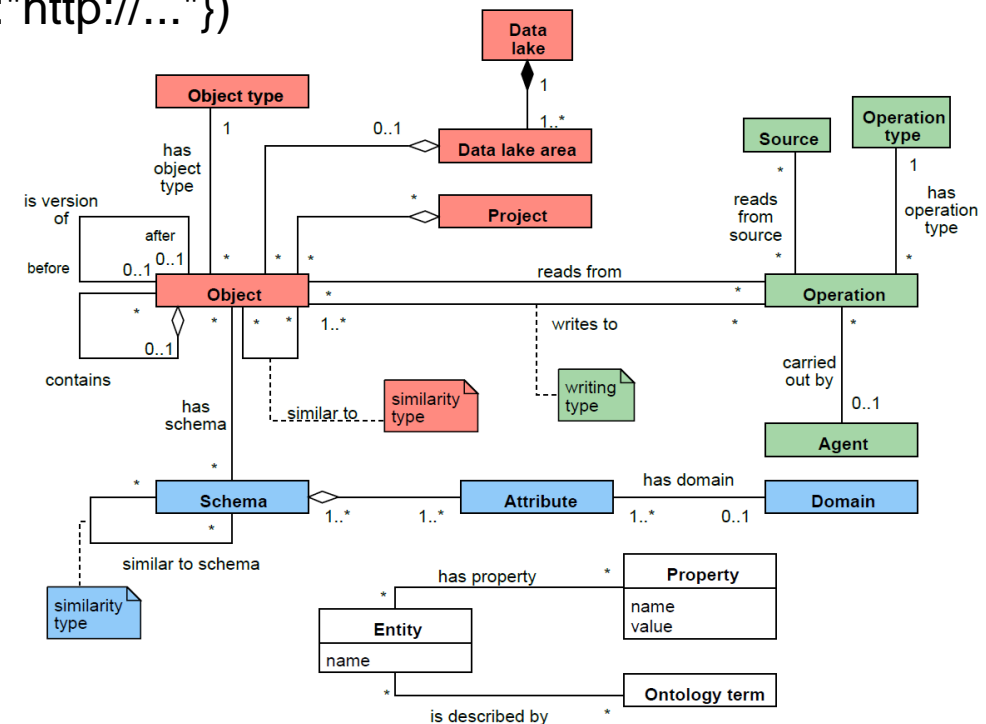 :"http://..."})
Data
lake
1
1..*
Object type
1
0..1
Data lake area
Source
Operation
type
has
object
type
*
Project
*
reads
from
source
1
has
operation
type
is version
of
after
0..1
before
0..1
*
*
*
*
*
Object
reads from
*
*
Operation
*
0..1
contains
*
*
*
1..*
writes to
*
*
has
schema
similar to
similarity
type
writing
type
carried
out by
0..1
Agent
*
*
Schema
*
1..*
1..*
Attribute
has domain
1..*
0..1
Domain
similar to schema
similarity
type
has property
*
*
Property
name
value
Entity
name
*
is described by
*
Ontology term